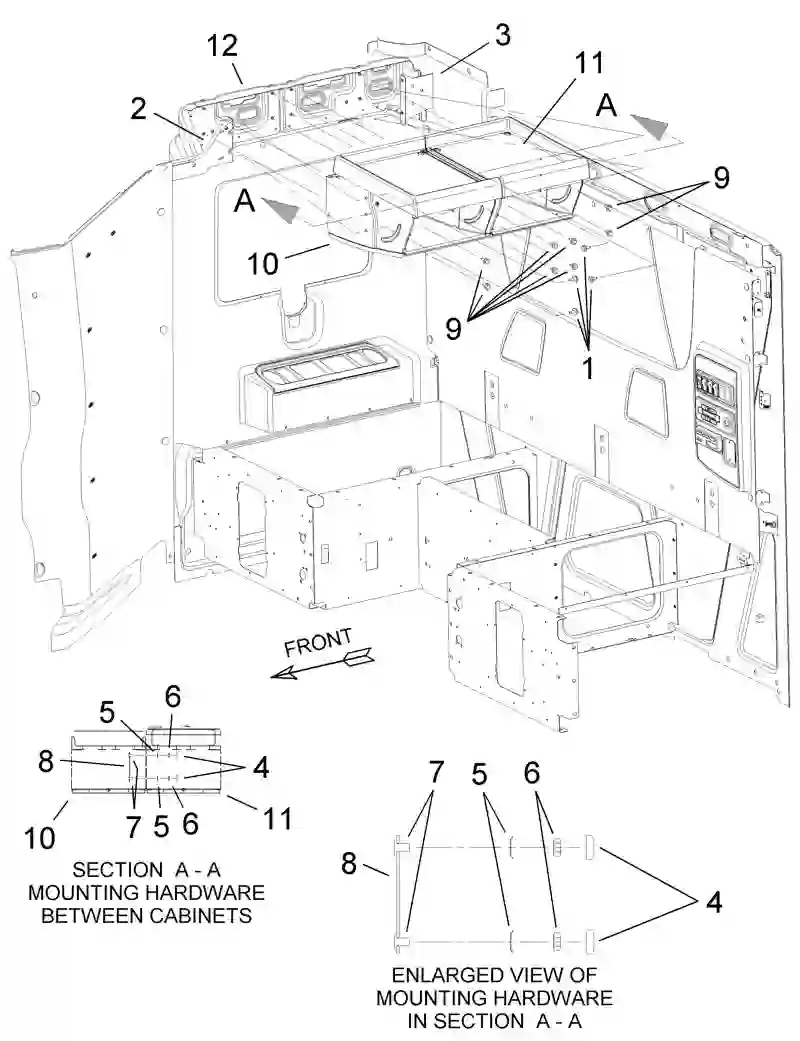 3
12
11
2
A
9
A
10
9
1
FRONT
6
5
8
4
7
5
6
11
10
SECTION A - A
MOUNTING HARDWARE
BETWEEN CABINETS
7
5
6
8
4
ENLARGED VIEW OF
MOUNTING HARDWARE
IN SECTION A - A